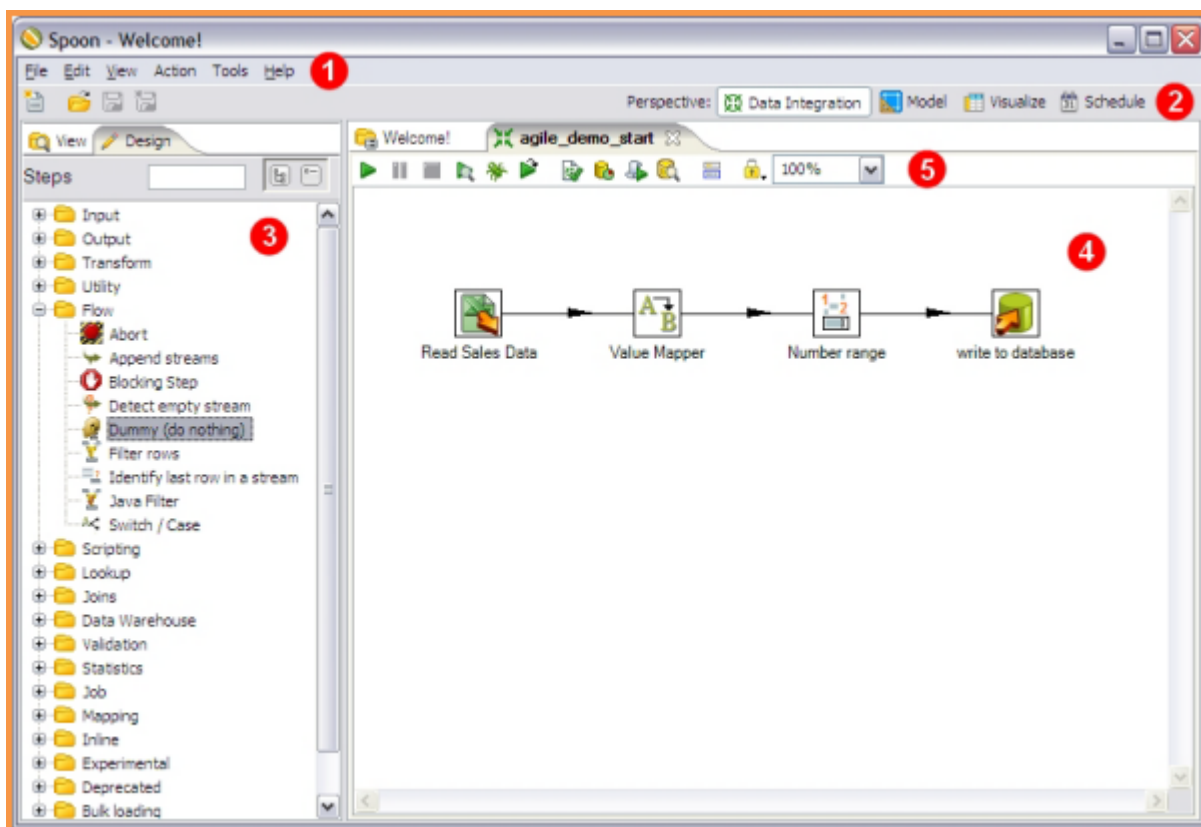 Spoon - Welcome!
File Edit View Action Tools Help 1
Perspective: Data Integration Model Visualize 31 Schedule 2
View Design
Welcome! agile_demo_start
Steps
100% 5
Input
Output
Transform
Utility
Flow
Abort
Append streams
Blocking Step
Detect empty stream
Dummy (do nothing)
Filter rows
Identify last row in a stream
Java Filter
Switch / Case
Scripting
Lookup
Joins
Data Warehouse
Validation
Statistics
Job
Mapping
Inline
Experimental
Deprecated
Bulk loading
3
4
A B
1-2
Read Sales Data Value Mapper Number range write to database